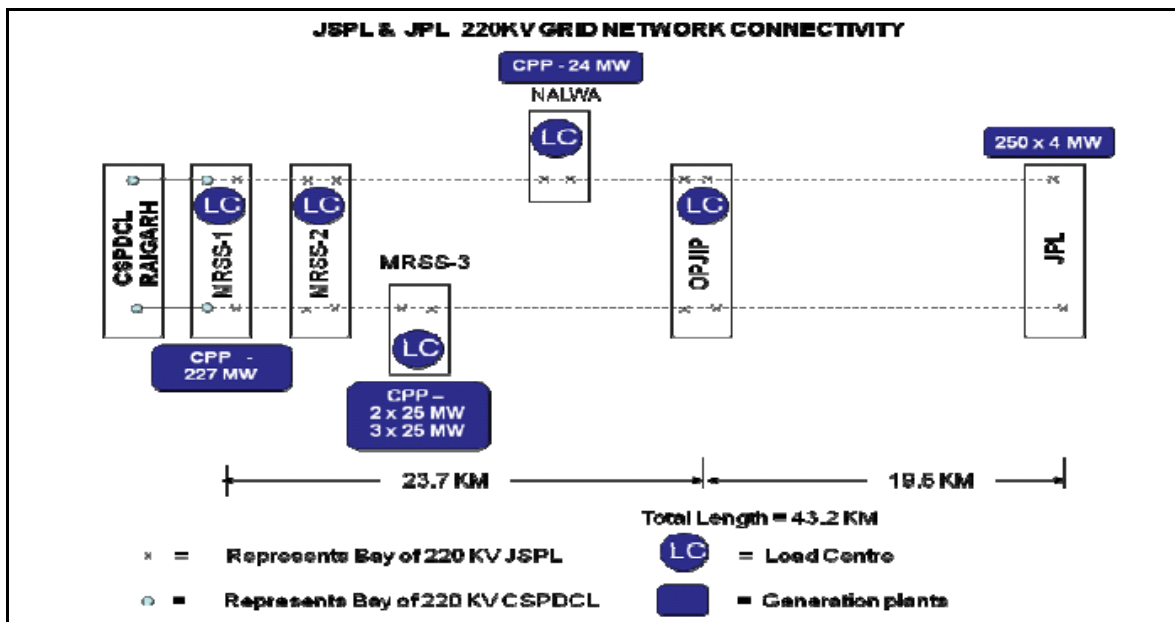 JSPL & JPL 220KV GRID NETWORK CONNECTIVITY
CPP - 24 MW
NALWA
LC
250 x 4 MW
CSPDCL
RAIGARH
LC
MRSS-1
LC
MRSS-2
LC
OPJIP
JPL
MRSS-3
LC
CPP -
227 MW
CPP –
2 x 25 MW
3 x 25 MW
23.7 KM
19.5 KM
Total Length = 43.2 KM
× = Represents Bay of 220 KV JSPL
LC = Load Centre
o = Represents Bay of 220 KV CSPDCL
= Generation plants